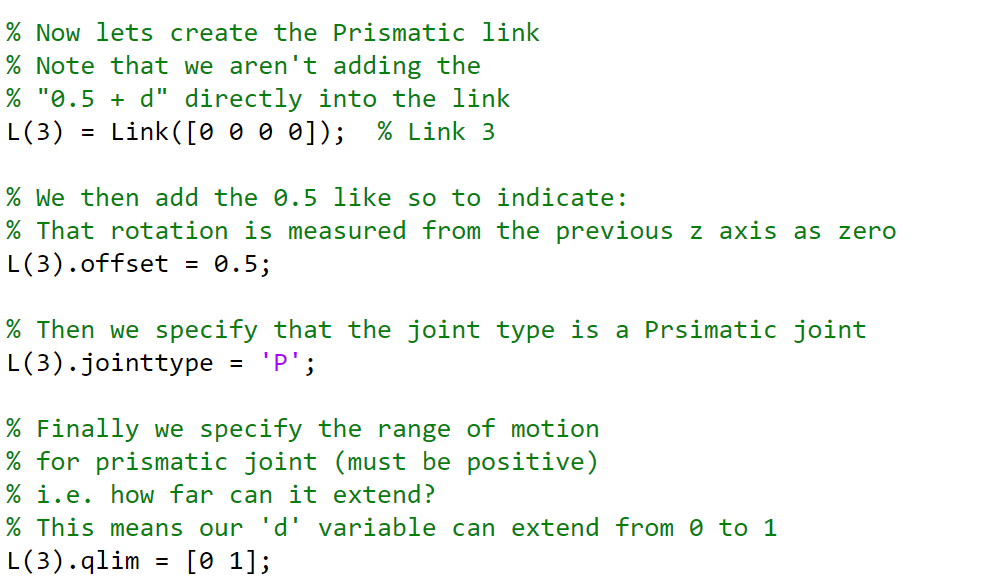 % Now lets create the Prismatic link
% Note that we aren't adding the
% "0.5 + d" directly into the link
L(3) = Link([0 0 0 0]);  % Link 3
% We then add the 0.5 like so to indicate:
% That rotation is measured from the previous z axis as zero
L(3).offset = 0.5;
% Then we specify that the joint type is a Prsimatic joint
L(3).jointtype = 'P';
% Finally we specify the range of motion
% for prismatic joint (must be positive)
% i.e. how far can it extend?
% This means our 'd' variable can extend from 0 to 1
L(3).qlim = [0 1];